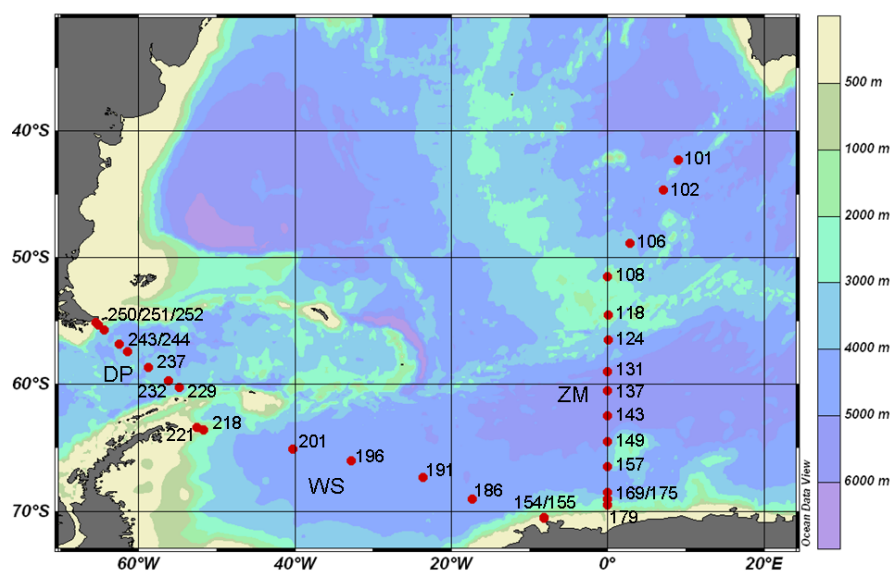 500 m
1000 m
2000 m
3000 m
4000 m
5000 m
6000 m
Ocean Data View
40°S
50°S
60°S
70°S
60°W
40°W
20°W
0°
20°E
101
102
106
108
118
124
131
137
ZM
143
149
157
169/175
179
154/155
186
191
196
WS
201
218
221
229
232
DP
237
243/244
250/251/252